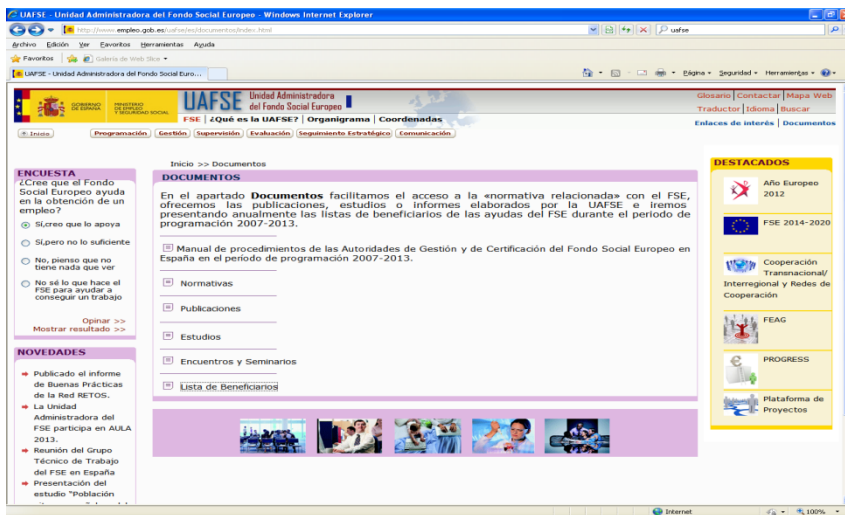 UAFSE - Unidad Administradora del Fondo Social Europeo - Windows Internet Explorer
http://www.empleo.gob.es/uafse/es/documentos/index.html
uafse
Archivo Edición Ver Favoritos Herramientas Ayuda
Favoritos Galería de Web Slice
UAFSE - Unidad Administradora del Fondo Social Euro...
Página Seguridad Herramientas
GOBIERNO DE ESPAÑA
MINISTERIO DE EMPLEO Y SEGURIDAD SOCIAL
UAFSE Unidad Administradora
del Fondo Social Europeo
FSE | ¿Qué es la UAFSE? | Organigrama | Coordenadas
Glosario Contactar Mapa Web
Traductor Idioma Buscar
Enlaces de interés Documentos
Inicio
Programación Gestión Supervisión Evaluación Seguimiento Estratégico Comunicación
Inicio >> Documentos
ENCUESTA
¿Cree que el Fondo
Social Europeo ayuda
en la obtención de un
empleo?
Sí,creo que lo apoya
Sí,pero no lo suficiente
No, pienso que no
tiene nada que ver
No sé lo que hace el
FSE para ayudar a
conseguir un trabajo
Opinar >>
Mostrar resultado >>
NOVEDADES
Publicado el informe
de Buenas Prácticas
de la Red RETOS.
La Unidad
Administradora del
FSE participa en AULA
2013.
Reunión del Grupo
Técnico de Trabajo
del FSE en España
Presentación del
estudio "Población
DOCUMENTOS
En el apartado Documentos facilitamos el acceso a la «normativa relacionada» con el FSE,
ofrecemos las publicaciones, estudios o informes elaborados por la UAFSE e iremos
presentando anualmente las listas de beneficiarios de las ayudas del FSE durante el periodo de
programación 2007-2013.
Manual de procedimientos de las Autoridades de Gestión y de Certificación del Fondo Social Europeo en
España en el período de programación 2007-2013.
Normativas
Publicaciones
Estudios
Encuentros y Seminarios
Lista de Beneficiarios
DESTACADOS
Año Europeo
2012
FSE 2014-2020
Cooperación
Transnacional/
Interregional y Redes de
Cooperación
FEAG
PROGRESS
Plataforma de
Proyectos
Internet
100%